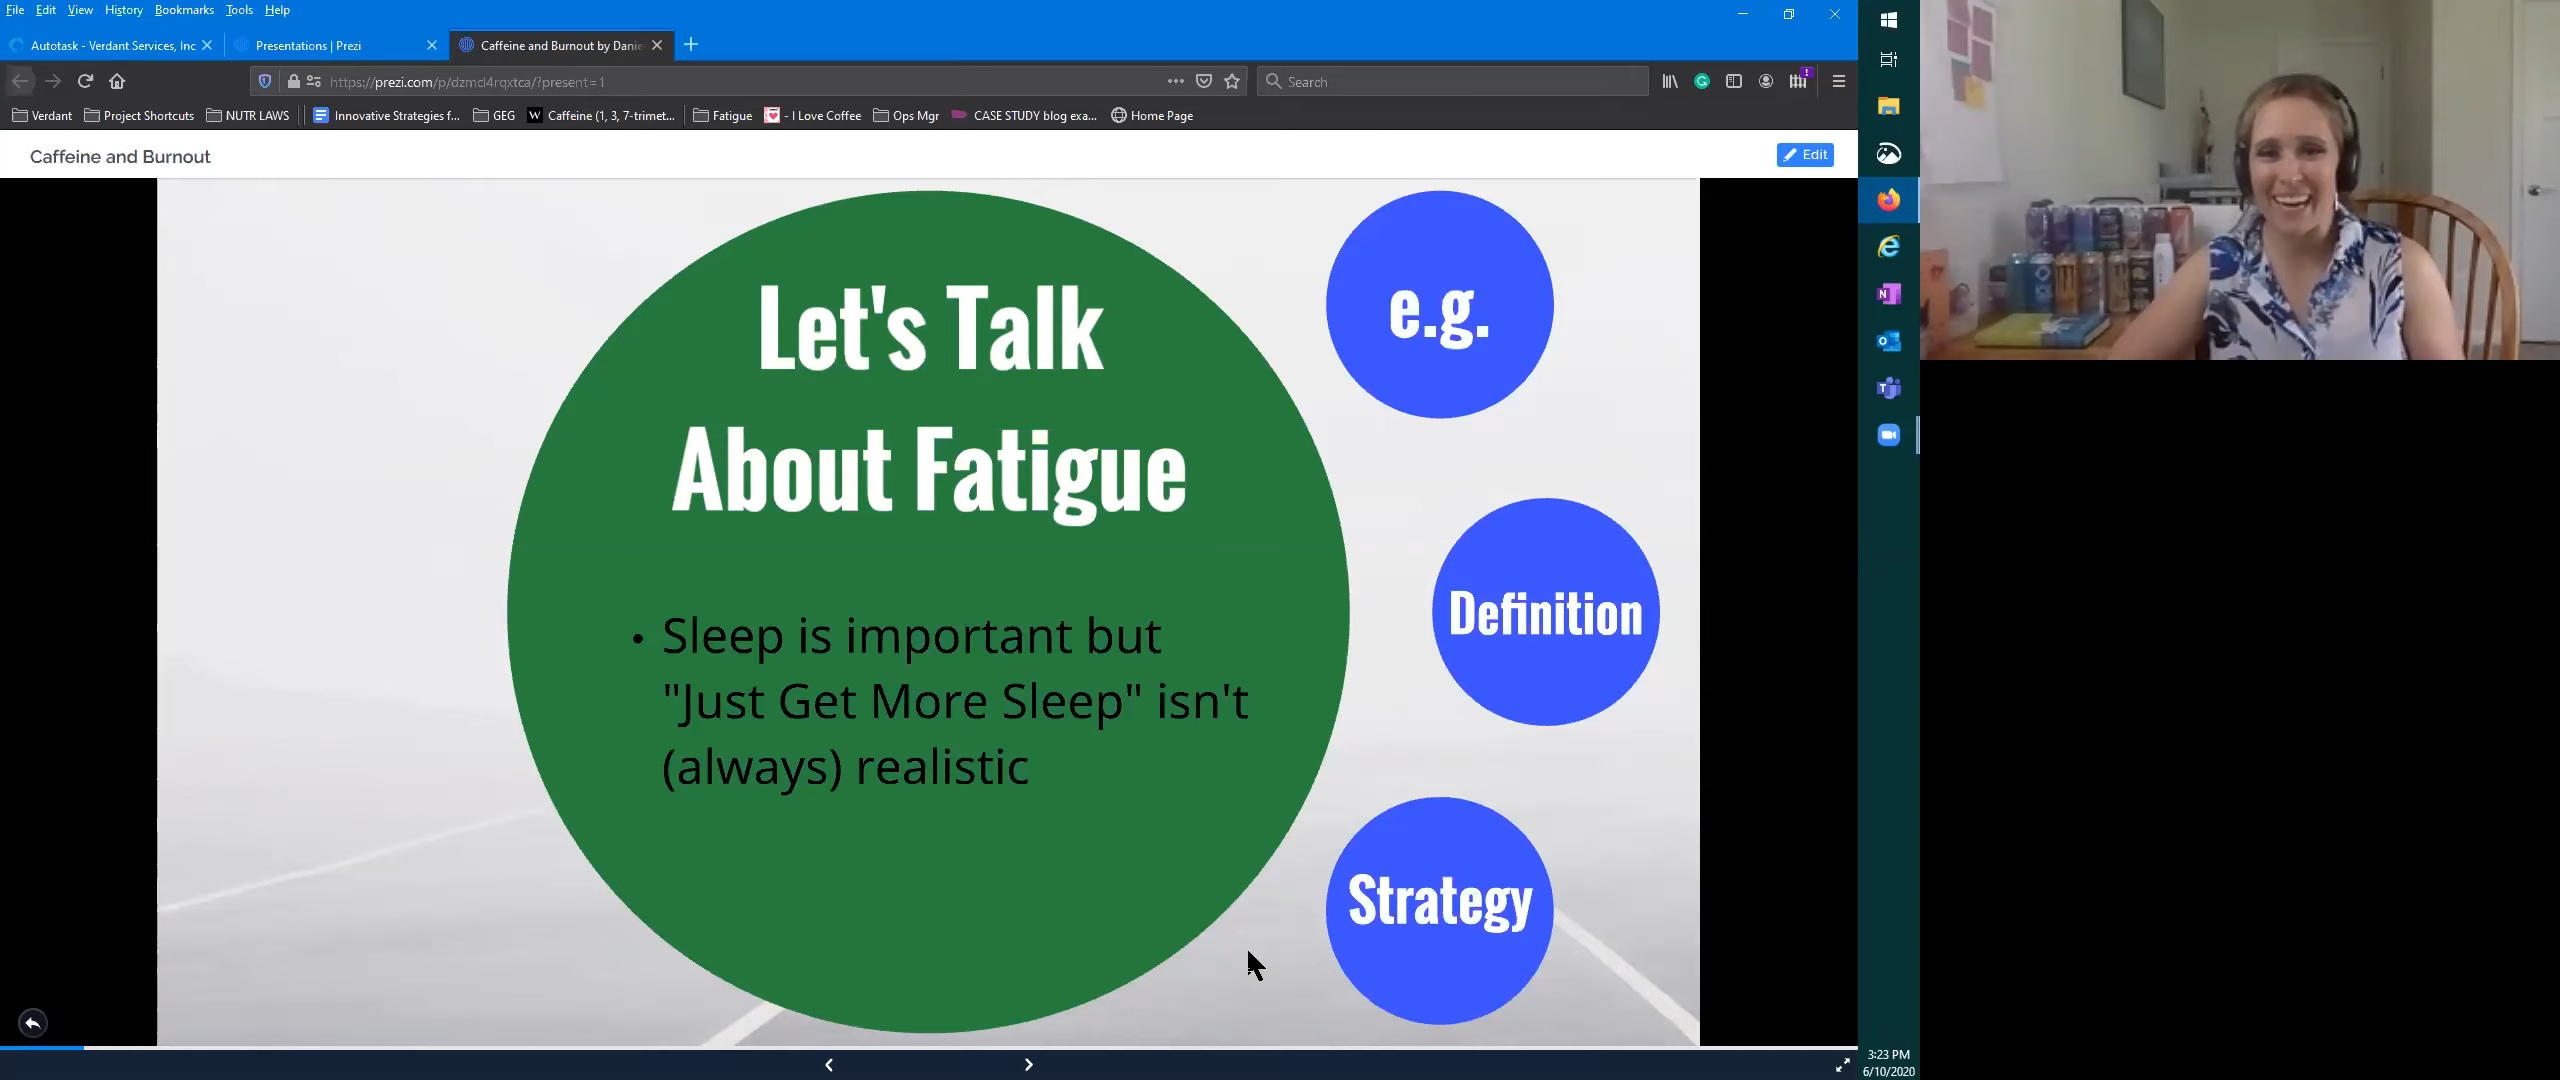 File Edit View History Bookmarks Tools Help
Autotask - Verdant Services, Inc
Presentations | Prezi
Caffeine and Burnout by Danie
https://prezi.com/p/dzmcl4rqxtca/?present=1
Search
Verdant
Project Shortcuts
NUTR LAWS
Innovative Strategies f...
GEG
W Caffeine (1, 3, 7-trimet...
Fatigue
- I Love Coffee
Ops Mgr
CASE STUDY blog exa...
Home Page
Caffeine and Burnout
Edit
Let's Talk
About Fatigue
• Sleep is important but
"Just Get More Sleep" isn't
(always) realistic
e.g.
Definition
Strategy
3:23 PM
6/10/2020